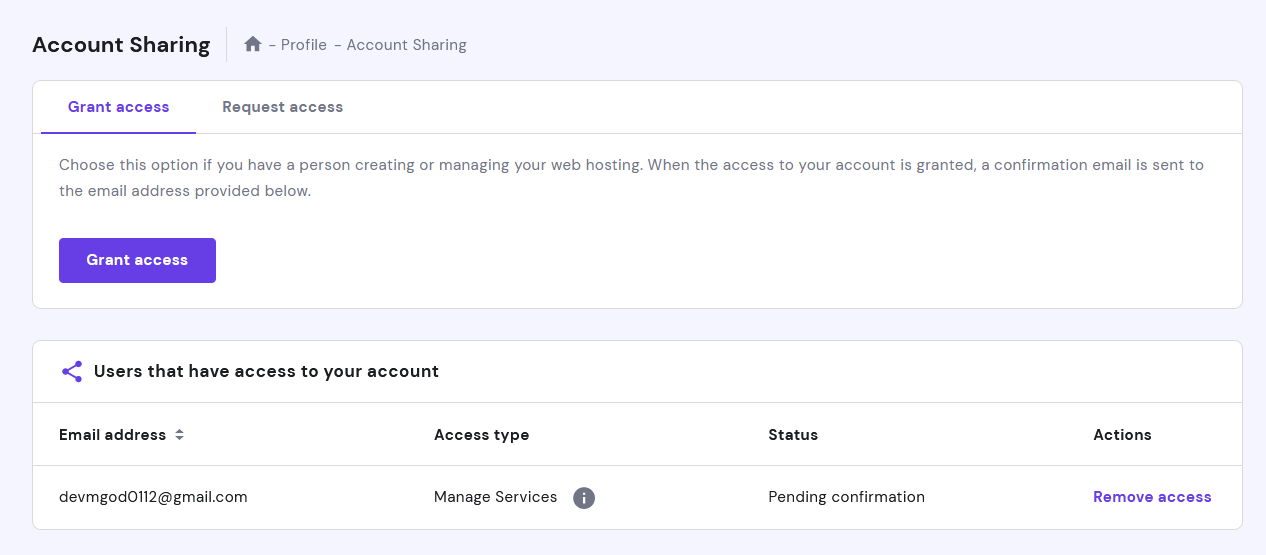 Account Sharing
- Profile - Account Sharing
Grant access Request access
Choose this option if you have a person creating or managing your web hosting. When the access to your account is granted, a confirmation email is sent to
the email address provided below.
Grant access
Users that have access to your account
Email address Access type Status Actions
devmgod0112@gmail.com Manage Services Pending confirmation Remove access